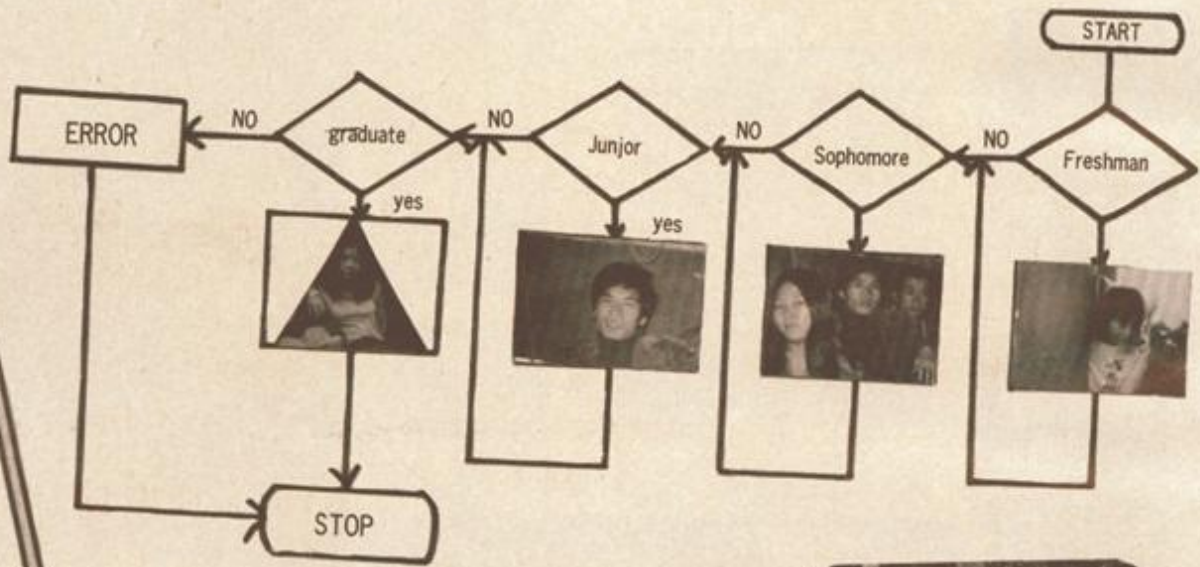 START
Freshman
NO
Sophomore
NO
Junjor
yes
NO
graduate
yes
NO
ERROR
STOP